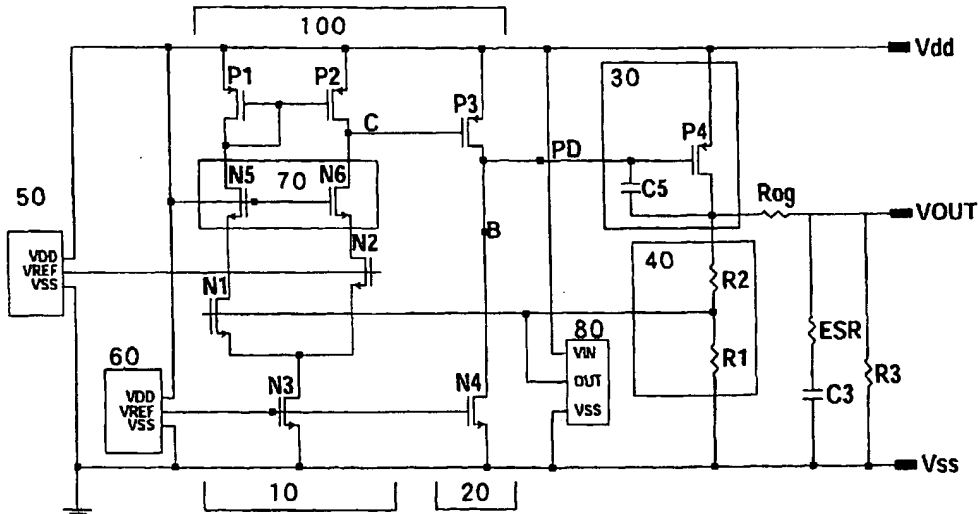 100
Vdd
30
P1
P2
P3
C
P4
PD
N5
70
N6
C5
Rog
VOUT
50
B
N2
40
VDD
VREF
VSS
R2
N1
80
ESR
VIN
R1
60
OUT
R3
N3
N4
VDD
VREF
VSS
VSS
C3
Vss
10
20